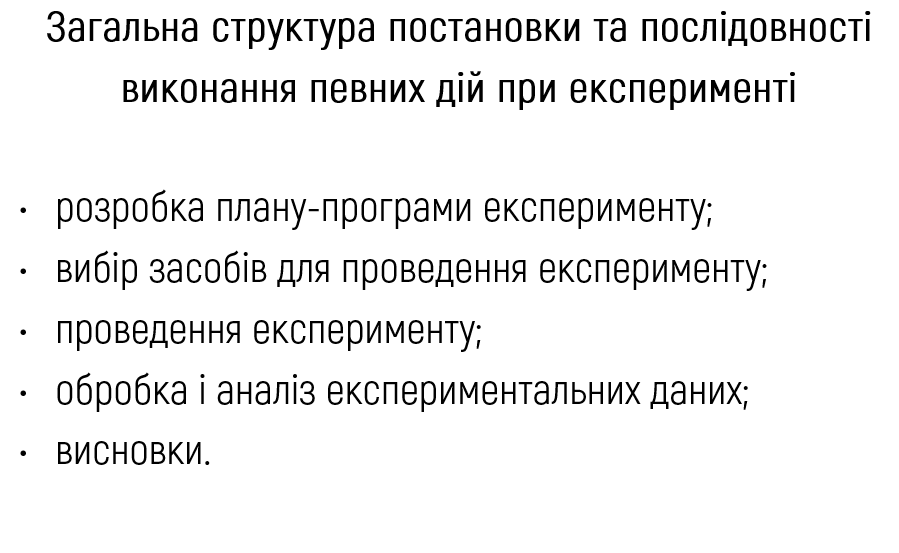 Загальна структура постановки та послідовності
виконання певних дій при експерименті
• розробка плану-програми експерименту;
• вибір засобів для проведення експерименту;
• проведення експерименту;
• обробка і аналіз експериментальних даних;
• висновки.